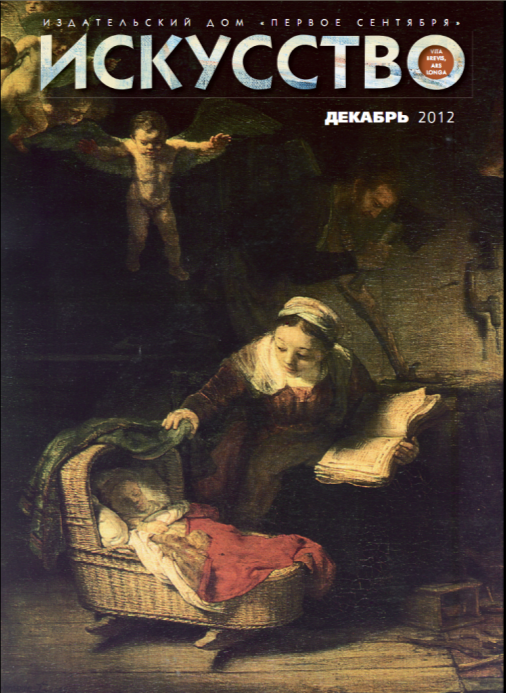 ИЗДАТЕЛЬСКИЙ ДОМ «ПЕРВОЕ СЕНТЯБРЯ»
ИСКУССТВО
VITA
BREVIS,
ARS
LONGA
ДЕКАБРЬ 2012